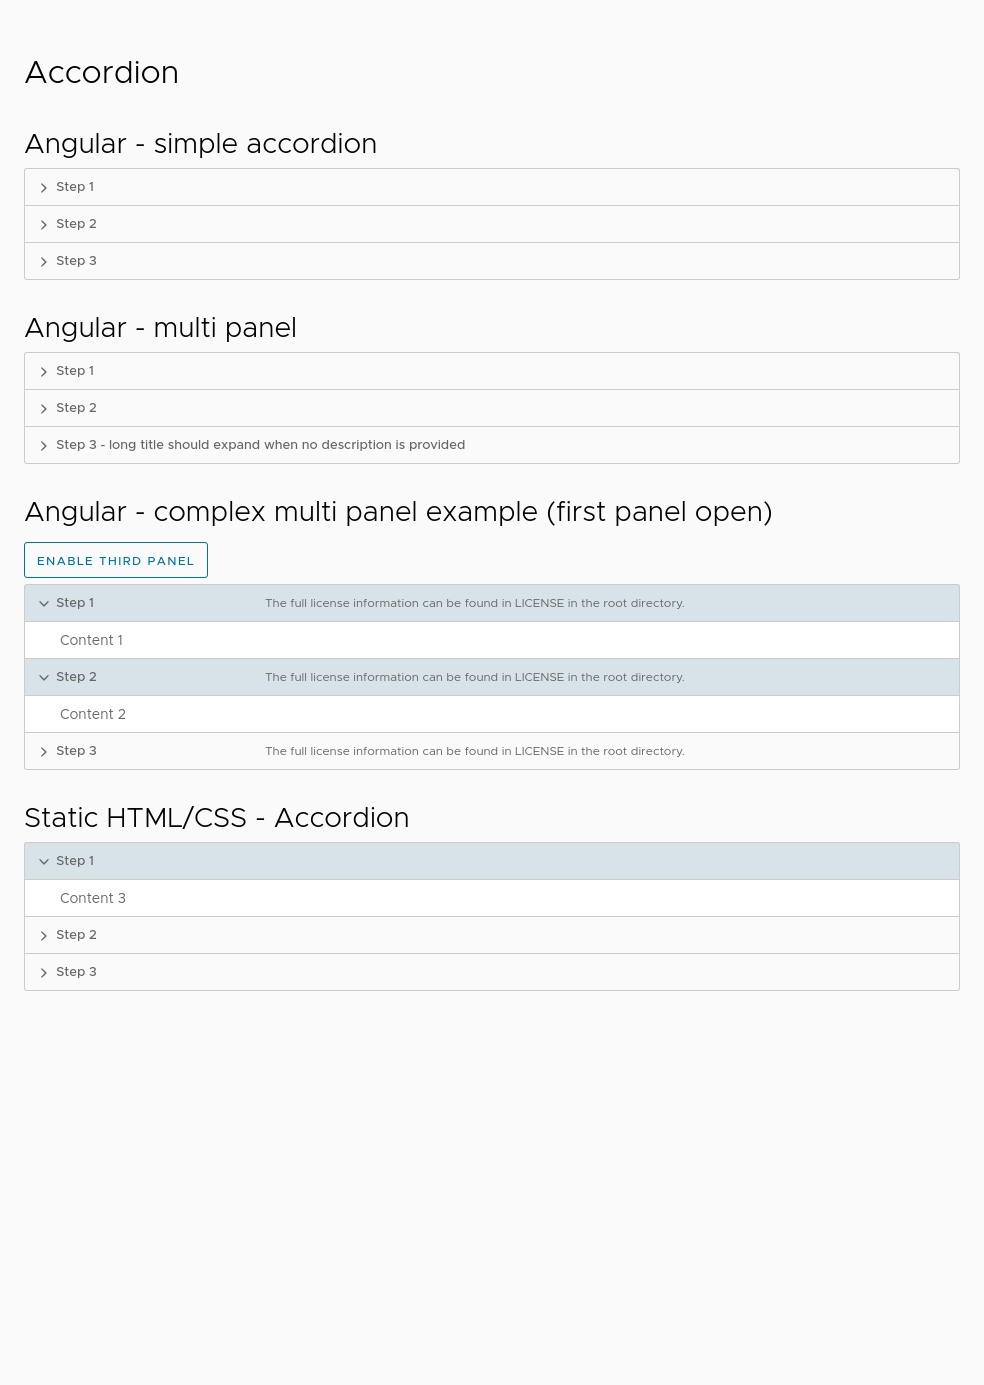 Accordion
Angular - simple accordion
Step 1
Step 2
Step 3
Angular - multi panel
Step 1
Step 2
Step 3 - long title should expand when no description is provided
Angular - complex multi panel example (first panel open)
ENABLE THIRD PANEL
Step 1 The full license information can be found in LICENSE in the root directory.
Content 1
Step 2 The full license information can be found in LICENSE in the root directory.
Content 2
Step 3 The full license information can be found in LICENSE in the root directory.
Static HTML/CSS - Accordion
Step 1
Content 3
Step 2
Step 3